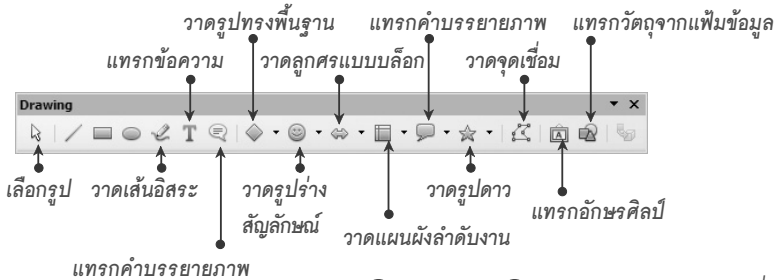 วาดรูปทรงพื้นฐาน แทรกคำบรรยายภาพ แทรกวัตถุจากแฟ้มข้อมูล
แทรกข้อความ วาดลูกศรแบบบล็อก วาดจุดเชื่อม
Drawing
เลือกรูป วาดเส้นอิสระ วาดรูปร่าง วาดรูปดาว
สัญลักษณ์ แทรกอักษรศิลป์
วาดแผนผังลำดับงาน
แทรกคำบรรยายภาพ